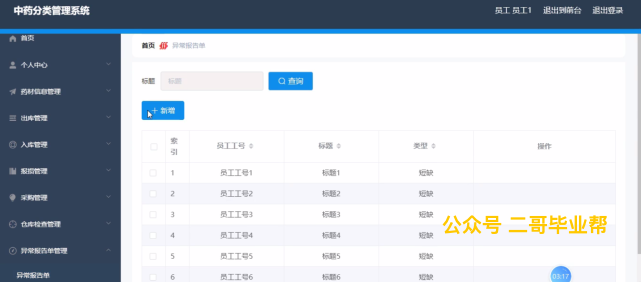 中药分类管理系统
员工 员工1 退出到前台 退出登录
首页
个人中心
药材信息管理
出库管理
入库管理
报损管理
采购管理
仓库检查管理
异常报告单管理
异常报告单
首页 异常报告单
标题 标题 查询
+ 新增
索引 员工工号 标题 类型 操作
1 员工工号1 标题1 短缺
2 员工工号2 标题2 短缺
3 员工工号3 标题3 短缺
4 员工工号4 标题4 短缺
5 员工工号5 标题5 短缺
6 员工工号6 标题6 短缺
公众号 二哥毕业帮
03:17